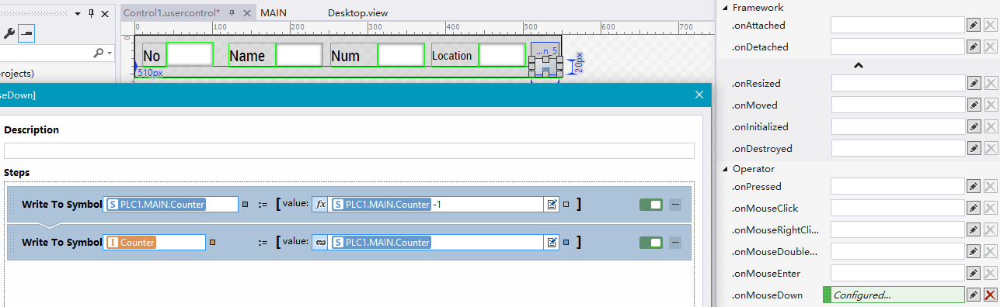 Control1.usercontrol*
MAIN
Desktop.view
0
100
200
300
400
500
600
700
0
rojects)
No
Name
Num
Location
...n_5
510px
20px
seDown]
Description
Steps
Write To Symbol S PLC1.MAIN.Counter := [ value: fx S PLC1.MAIN.Counter -1 ]
Write To Symbol I Counter := [ value: S PLC1.MAIN.Counter ]
Framework
.onAttached
.onDetached
.onResized
.onMoved
.onInitialized
.onDestroyed
Operator
.onPressed
.onMouseClick
.onMouseRightCli...
.onMouseDouble...
.onMouseEnter
.onMouseDown Configured...